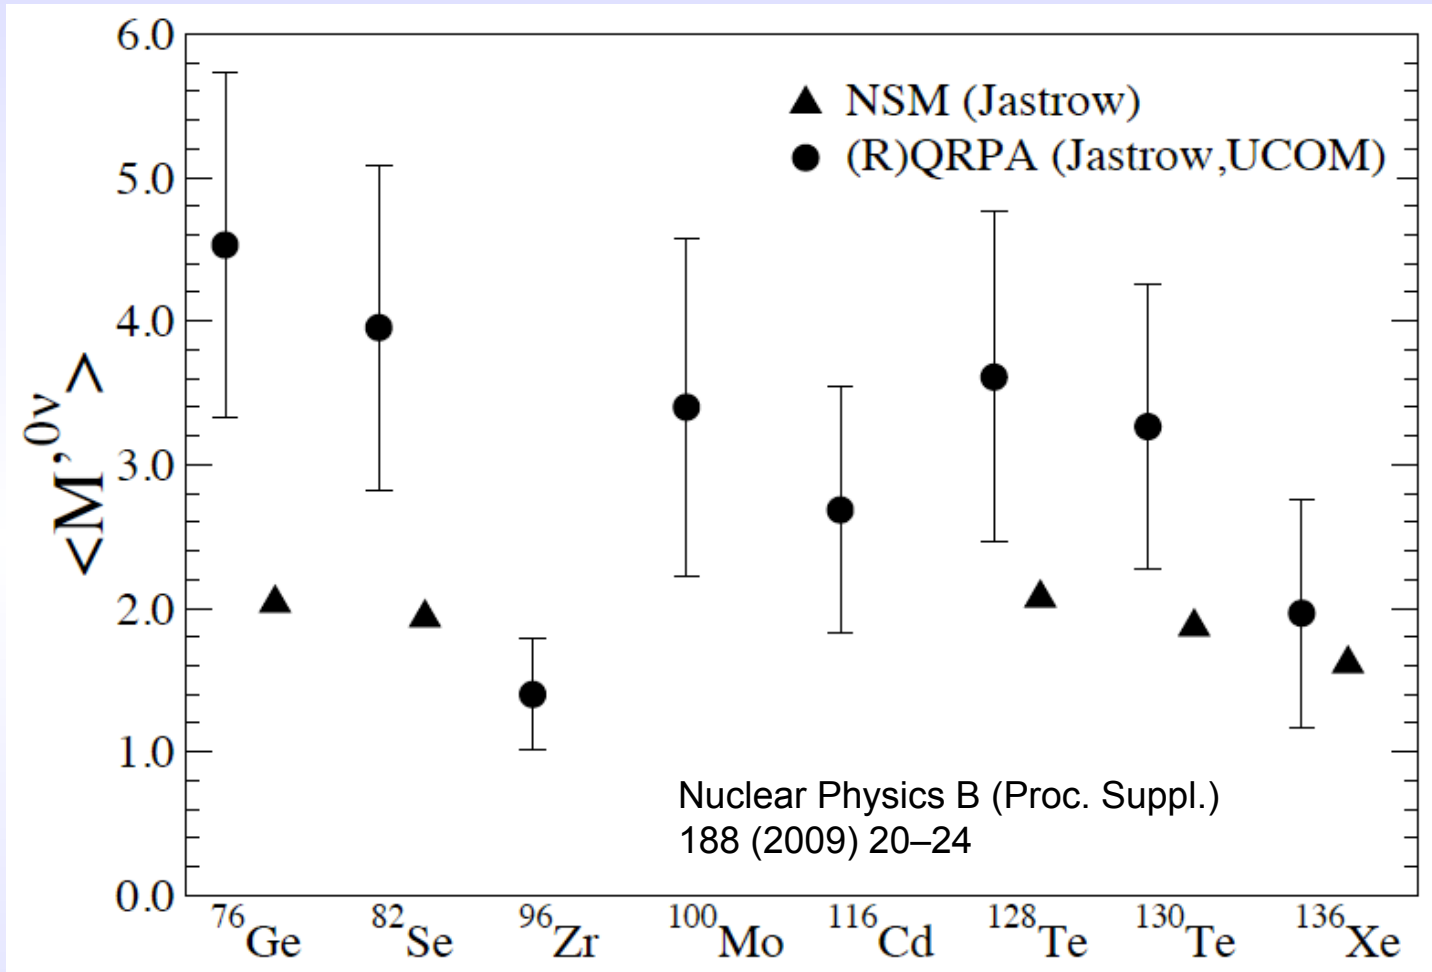 6.0
5.0
4.0
3.0
2.0
1.0
0.0
<M'⁰ᵛ>
NSM (Jastrow)
(R)QRPA (Jastrow,UCOM)
Nuclear Physics B (Proc. Suppl.)
188 (2009) 20–24
⁷⁶Ge ⁸²Se ⁹⁶Zr ¹⁰⁰Mo ¹¹⁶Cd ¹²⁸Te ¹³⁰Te ¹³⁶Xe